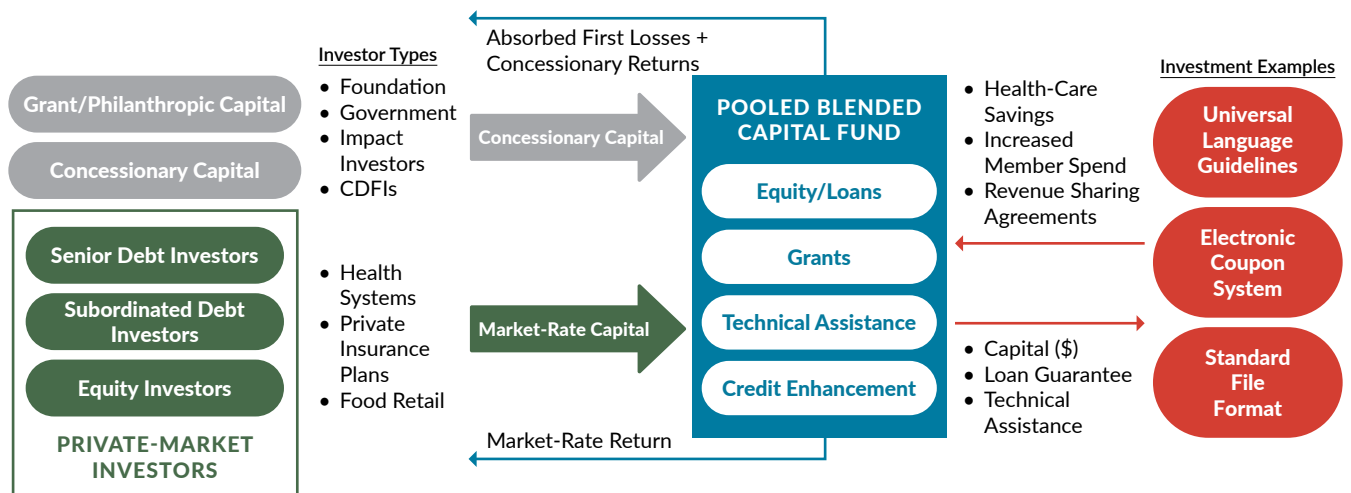 Absorbed First Losses +
Concessionary Returns
Investor Types
Grant/Philanthropic Capital
Concessionary Capital
• Foundation
• Government
• Impact
Investors
• CDFIs
Concessionary Capital
Senior Debt Investors
Subordinated Debt
Investors
Equity Investors
PRIVATE-MARKET
INVESTORS
• Health
Systems
• Private
Insurance
Plans
• Food Retail
Market-Rate Capital
Market-Rate Return
POOLED BLENDED
CAPITAL FUND
Equity/Loans
Grants
Technical Assistance
Credit Enhancement
• Health-Care
Savings
• Increased
Member Spend
• Revenue Sharing
Agreements
• Capital ($)
• Loan Guarantee
• Technical
Assistance
Investment Examples
Universal
Language
Guidelines
Electronic
Coupon
System
Standard
File
Format